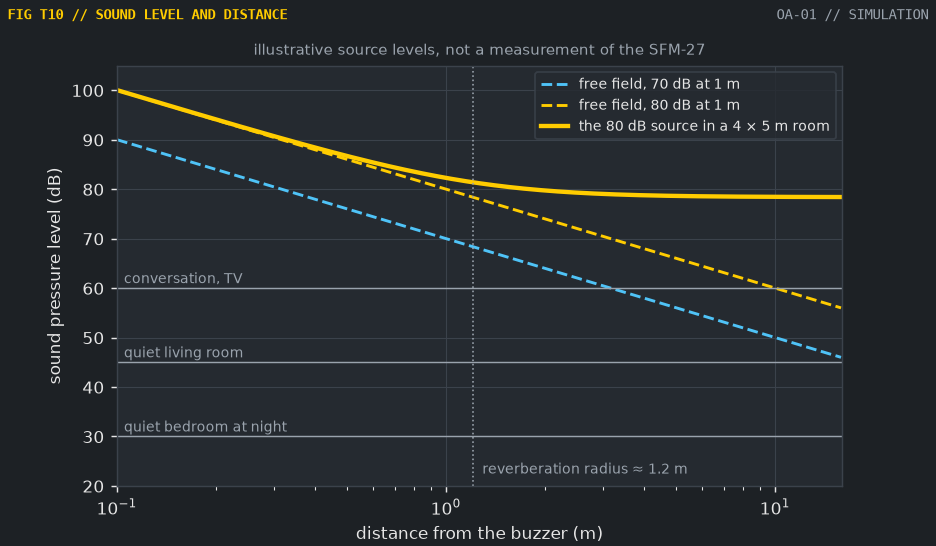 FIG T10 // SOUND LEVEL AND DISTANCE
OA-01 // SIMULATION
illustrative source levels, not a measurement of the SFM-27
free field, 70 dB at 1 m
free field, 80 dB at 1 m
the 80 dB source in a 4 × 5 m room
sound pressure level (dB)
100
90
80
70
60
50
40
30
20
conversation, TV
quiet living room
quiet bedroom at night
reverberation radius ≈ 1.2 m
10⁻¹
10⁰
10¹
distance from the buzzer (m)